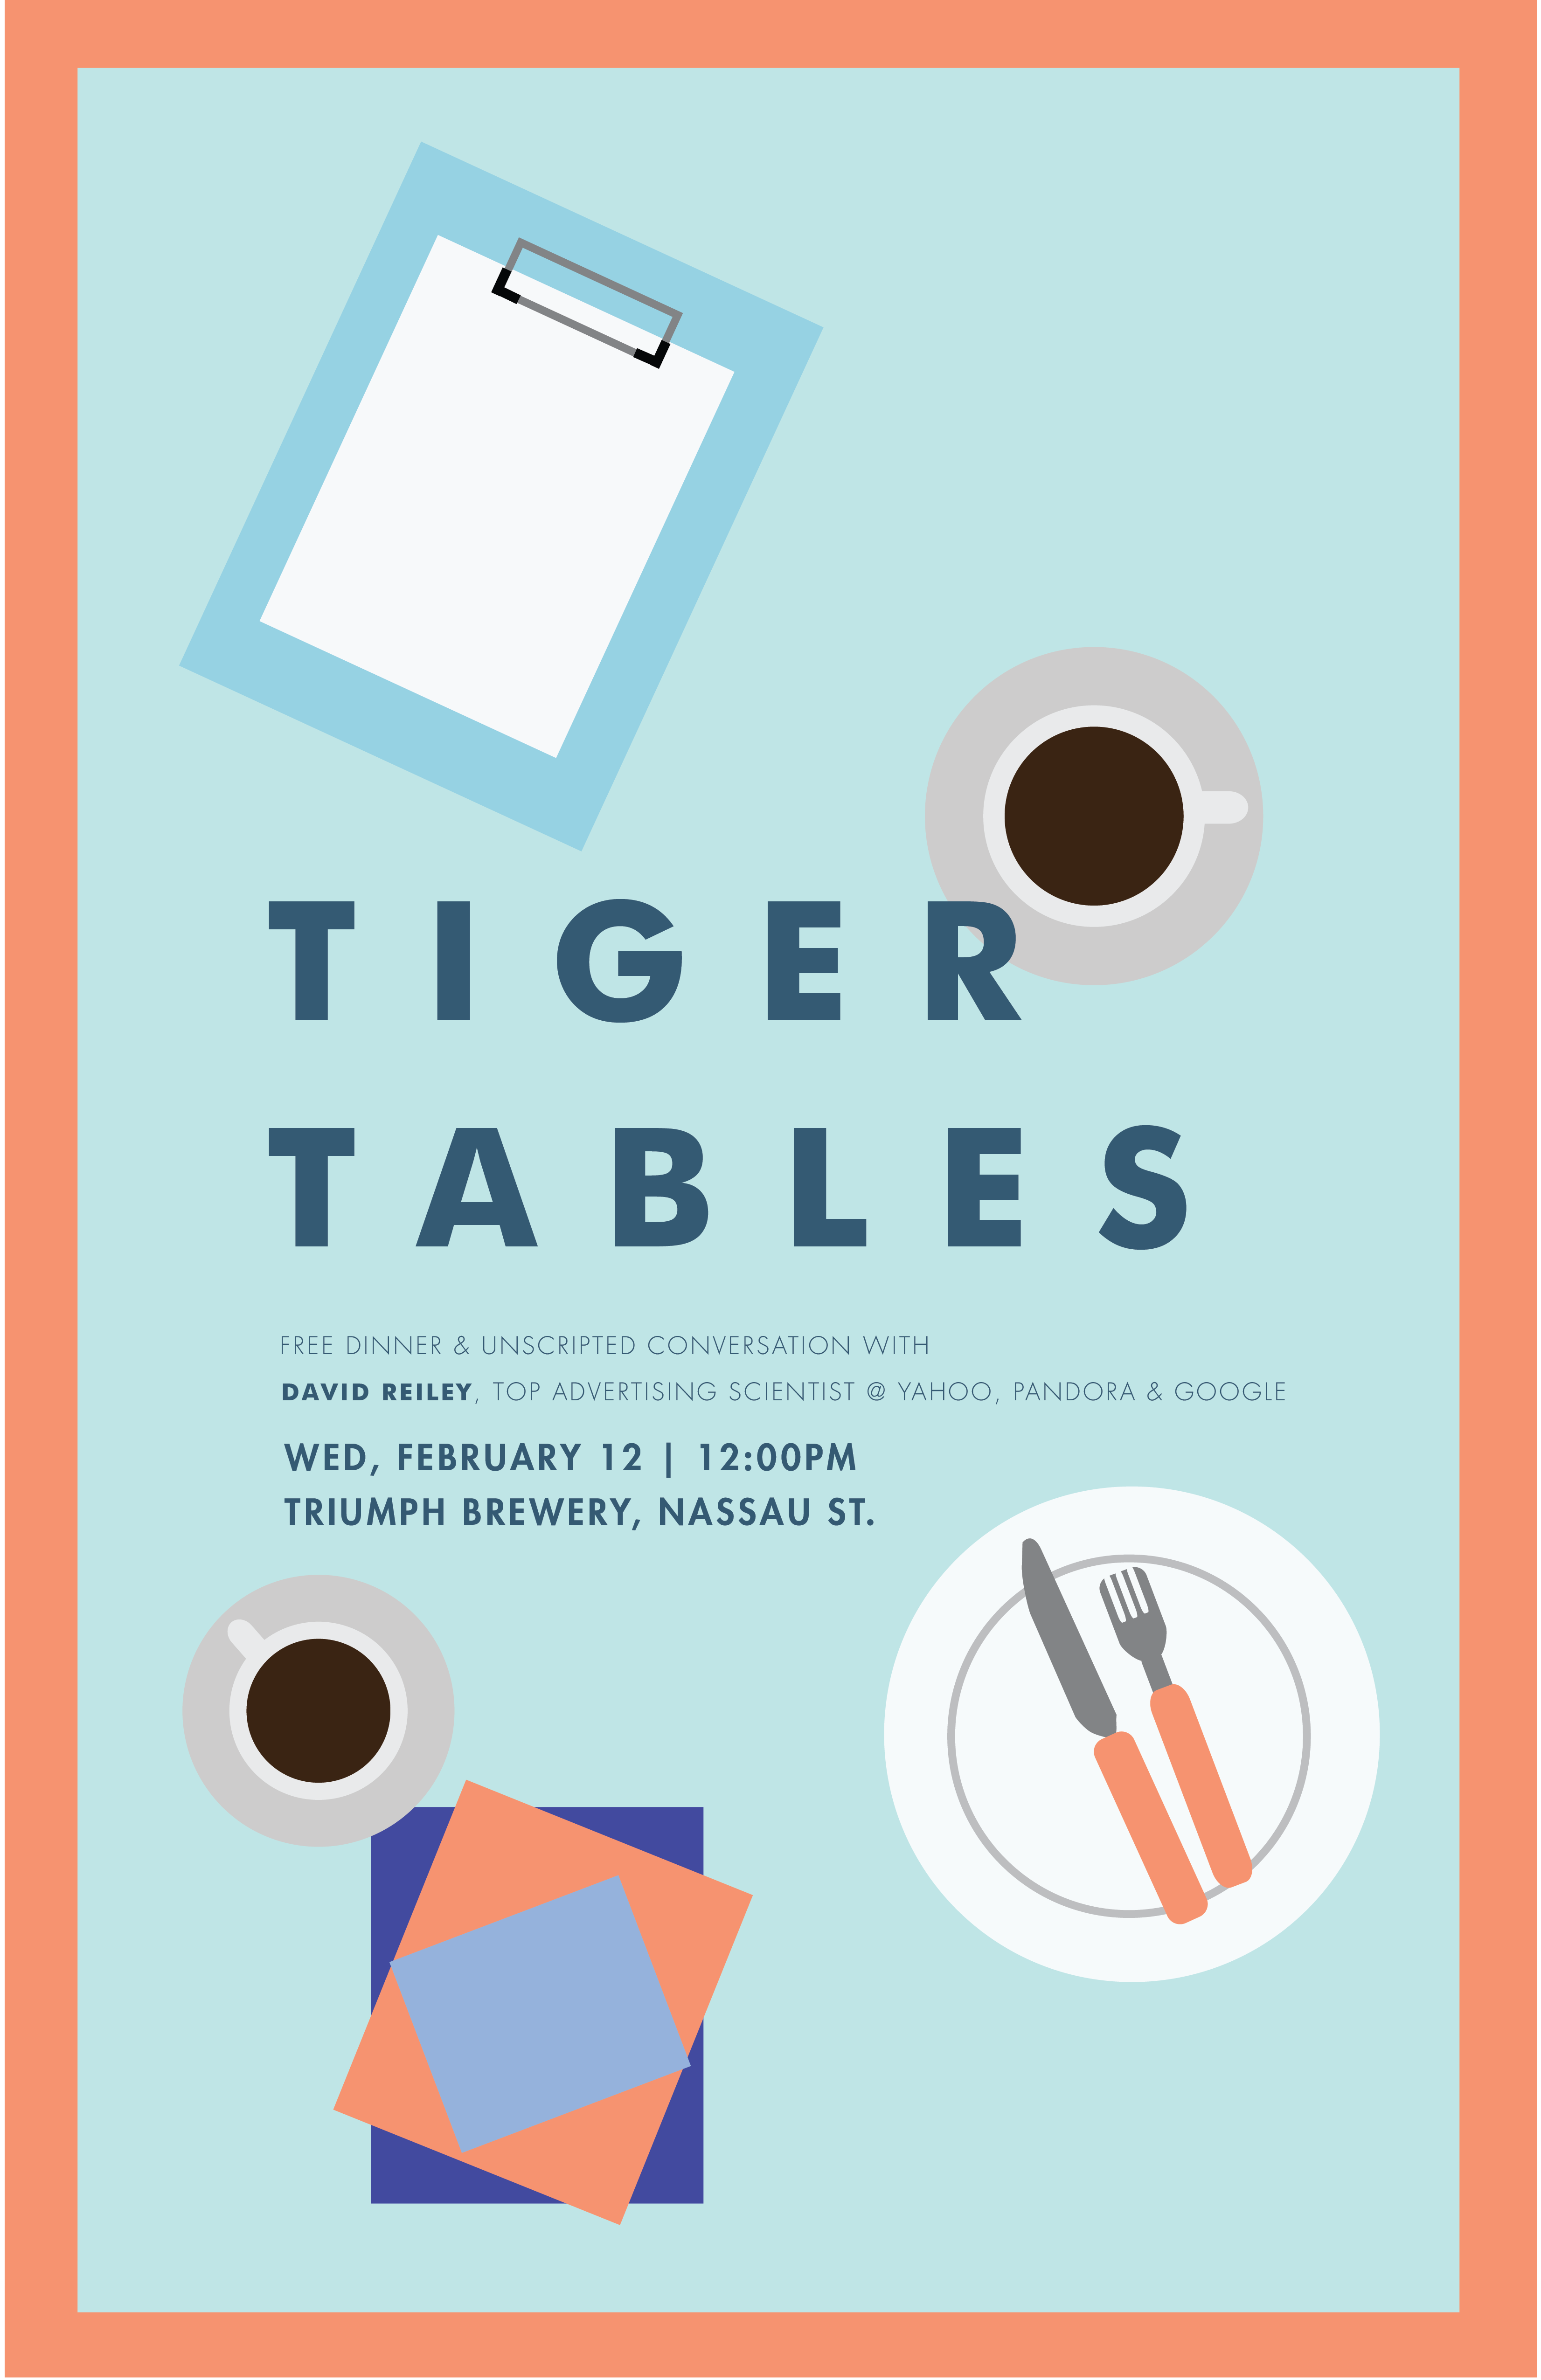 TIGER
TABLES
FREE DINNER & UNSCRIPTED CONVERSATION WITH
DAVID REILEY, TOP ADVERTISING SCIENTIST @ YAHOO, PANDORA & GOOGLE
WED, FEBRUARY 12 | 12:00PM
TRIUMPH BREWERY, NASSAU ST.